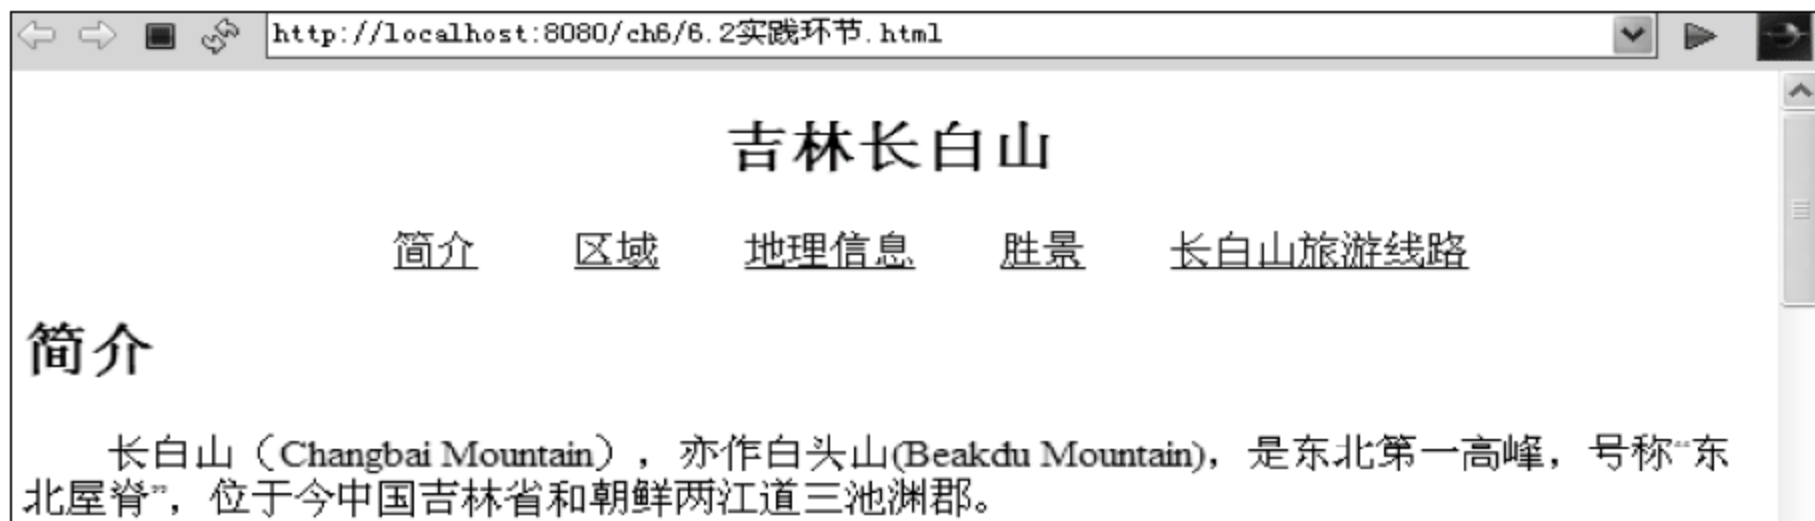 http://localhost:8080/ch6/6.2实践环节.html
吉林长白山
简介 区域 地理信息 胜景 长白山旅游线路
简介
长白山（Changbai Mountain），亦作白头山(Beakdu Mountain)，是东北第一高峰，号称“东
北屋脊”，位于今中国吉林省和朝鲜两江道三池渊郡。